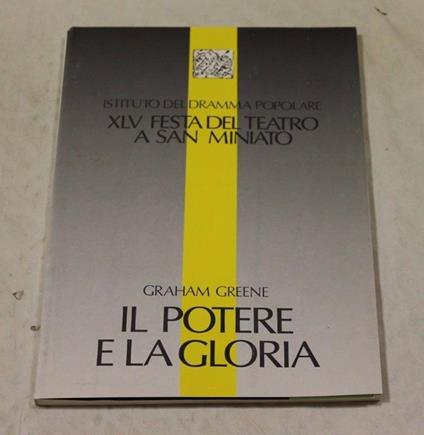 ISTITUTO DEL DRAMMA POPOLARE
XLV FESTA DEL TEATRO
A SAN MINIATO
GRAHAM GREENE
IL POTERE
E LA GLORIA